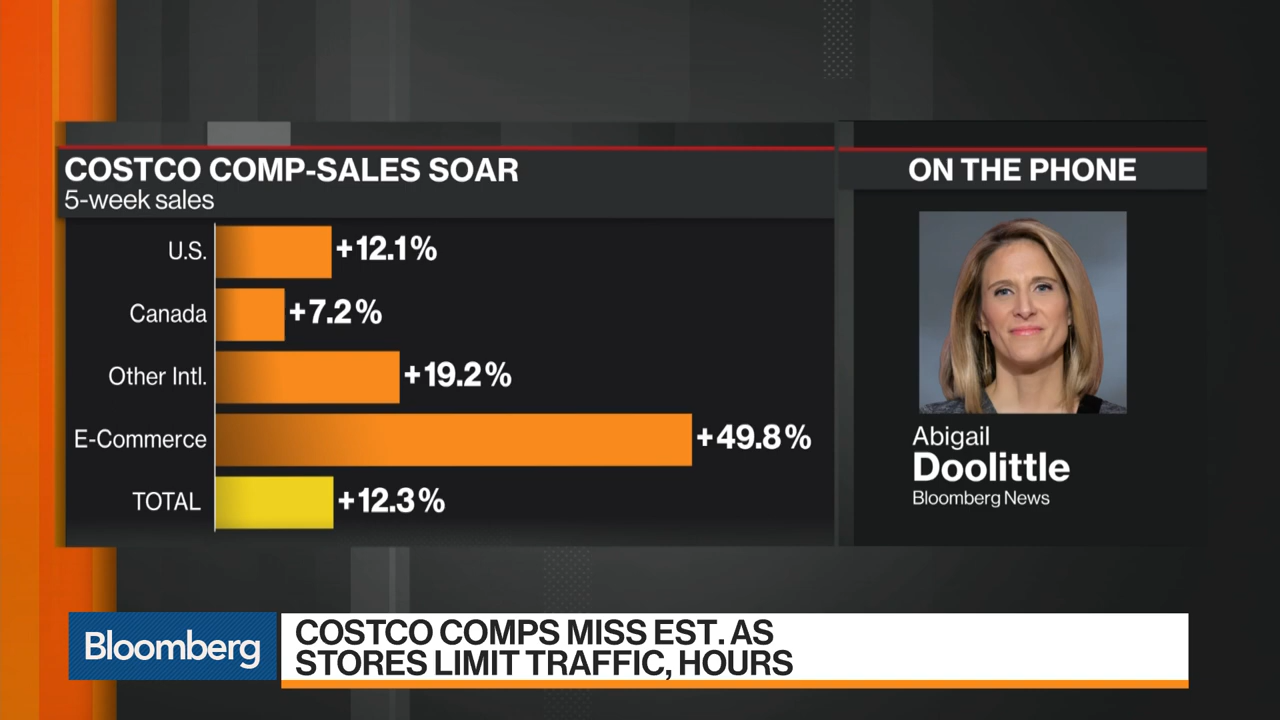 COSTCO COMP-SALES SOAR
5-week sales
U.S. +12.1%
Canada +7.2%
Other Intl. +19.2%
E-Commerce +49.8%
TOTAL +12.3%
ON THE PHONE
Abigail
Doolittle
Bloomberg News
Bloomberg
COSTCO COMPS MISS EST. AS
STORES LIMIT TRAFFIC, HOURS